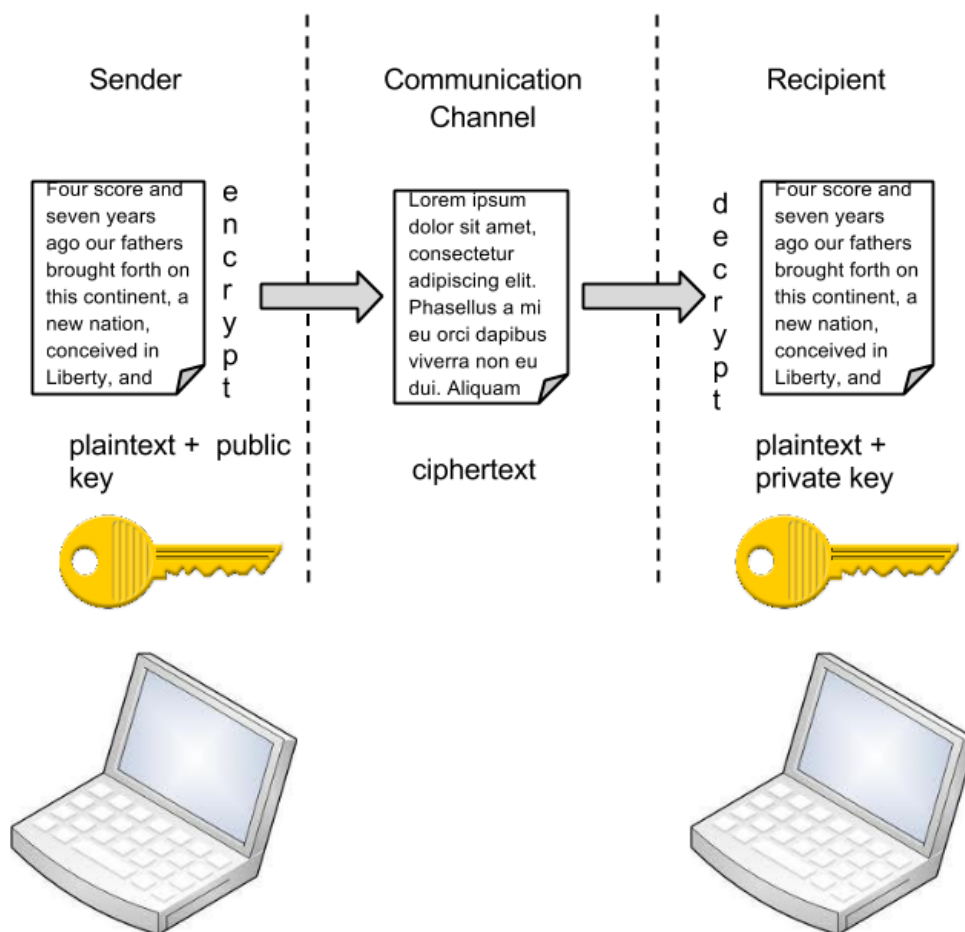 Sender
Communication
Channel
Recipient
Four score and
seven years
ago our fathers
brought forth on
this continent, a
new nation,
conceived in
Liberty, and
encrypt
Lorem ipsum
dolor sit amet,
consectetur
adipiscing elit.
Phasellus a mi
eu orci dapibus
viverra non eu
dui. Aliquam
decrypt
Four score and
seven years
ago our fathers
brought forth on
this continent, a
new nation,
conceived in
Liberty, and
plaintext + public
key
ciphertext
plaintext +
private key